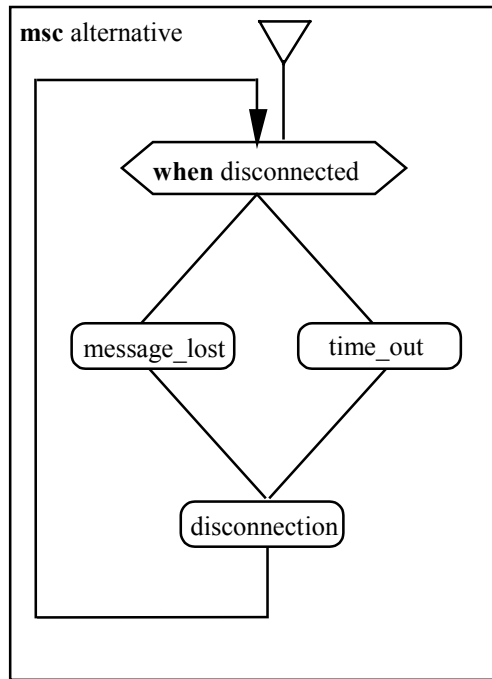 msc alternative
when disconnected
message_lost
time_out
disconnection